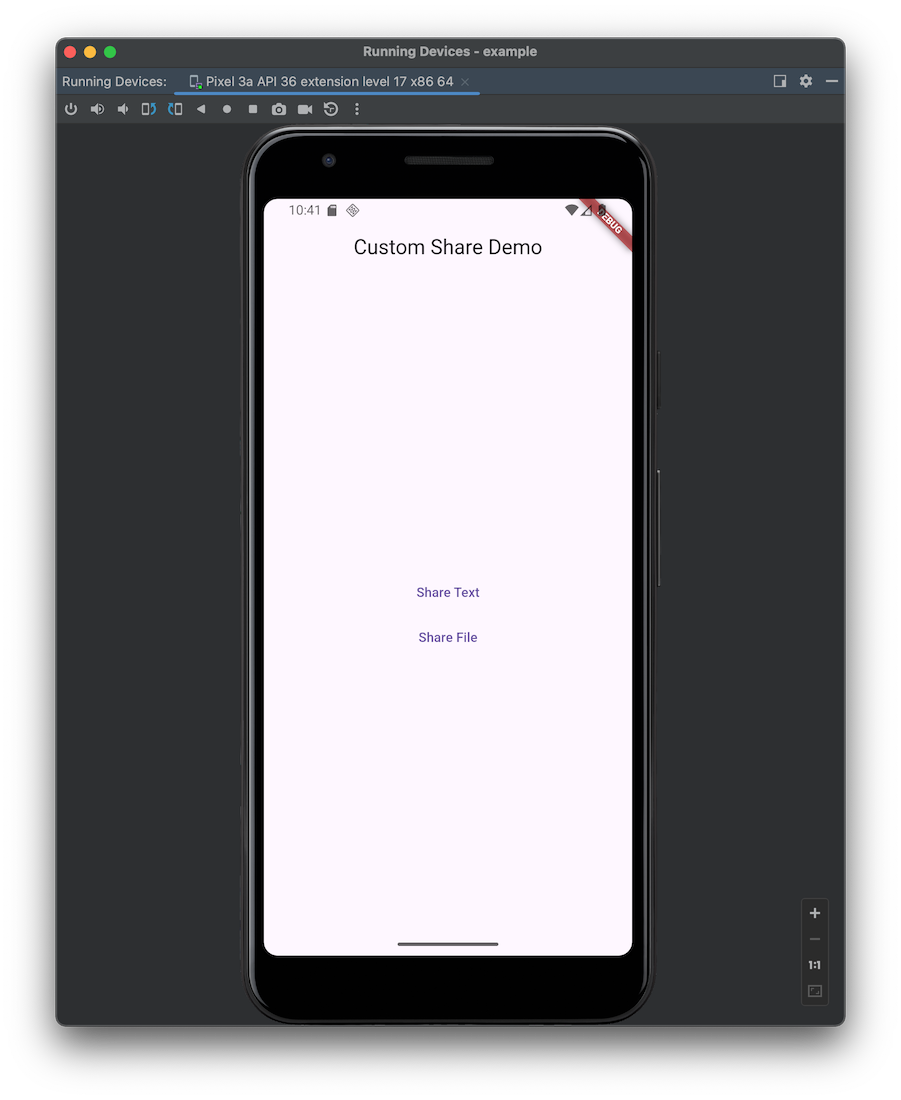 Running Devices - example
Running Devices:
Pixel 3a API 36 extension level 17 x86 64
10:41
DEBUG
Custom Share Demo
Share Text
Share File
1:1